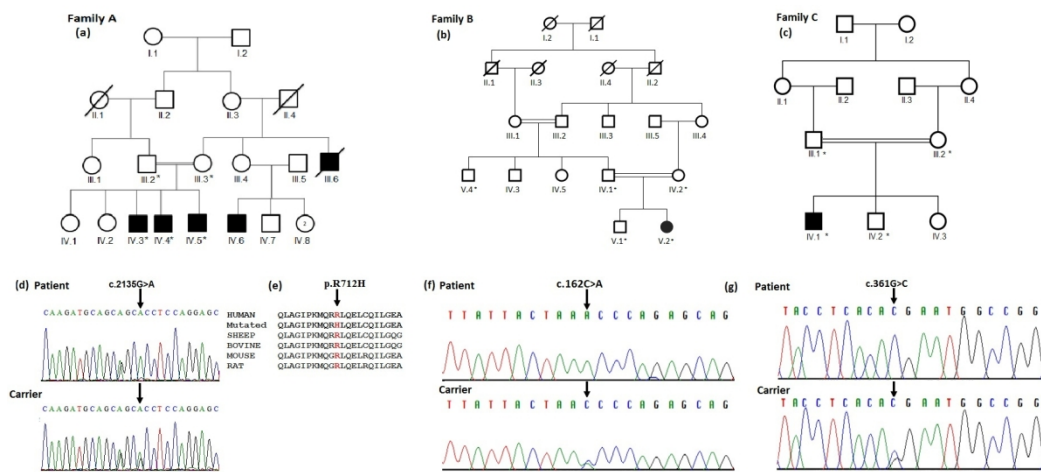 Family A
(a)
I.1
I.2
II.1
II.2
II.3
II.4
III.1
III.2*
III.3*
III.4
III.5
III.6
2
IV.1
IV.2
IV.3*
IV.4*
IV.5*
IV.6
IV.7
IV.8
Family B
(b)
I.2
I.1
II.1
II.3
II.4
II.2
III.1
III.2
III.3
III.5
III.4
V.4*
IV.3
IV.5
IV.1*
IV.2*
V.1*
V.2*
Family C
(c)
I.1
I.2
II.1
II.2
II.3
II.4
III.1 *
III.2 *
IV.1 *
IV.2 *
IV.3
(d) Patient
c.2135G>A
CAAGATGCAGCAGCACCTCCAGGAGC
Carrier
CAAGATGCAGCAGCACCTCCAGGAGC
(e)
p.R712H
HUMAN QLAGIPKMQRRLQELCQILGEA
Mutated QLAGIPKMQRHLQELCQILGEA
SHEEP QLAGIPKMQRRLQELCQILGQG
BOVINE QLAGIPKMQRRLQELCQILGQG
MOUSE QLAGIPKMQGRLQELRQILGEA
RAT QLAGIPKMQGRLQELRQILGEA
(f)
Patient
c.162C>A
TTATTACTAAACCCAGAGCAG
Carrier
TTATTACTAACCCCAGAGCAG
(g)
Patient
c.361G>C
TACCTCACACGAATGGCCGG
Carrier
TACCTCACACGAATGGCCGG